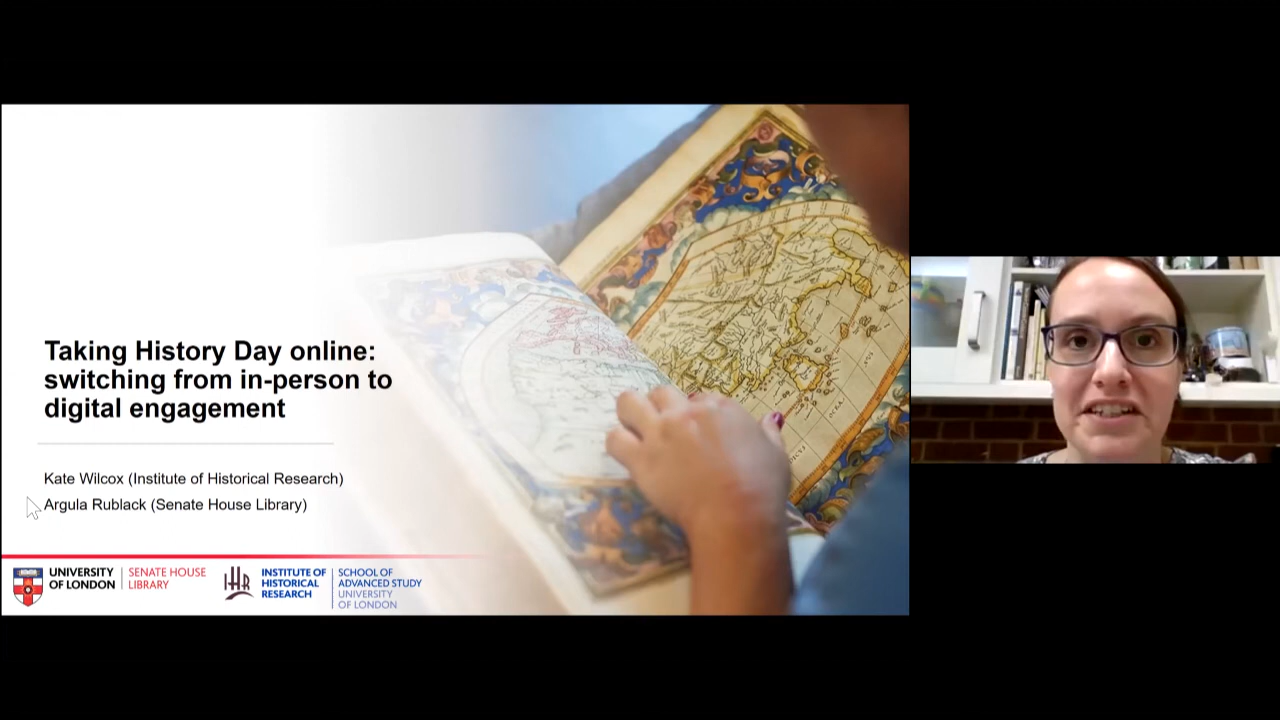 Taking History Day online:
switching from in-person to
digital engagement
Kate Wilcox (Institute of Historical Research)
Argula Rublack (Senate House Library)
UNIVERSITY
OF LONDON
SENATE HOUSE
LIBRARY
INSTITUTE OF
HISTORICAL
RESEARCH
SCHOOL OF
ADVANCED STUDY
UNIVERSITY
OF LONDON